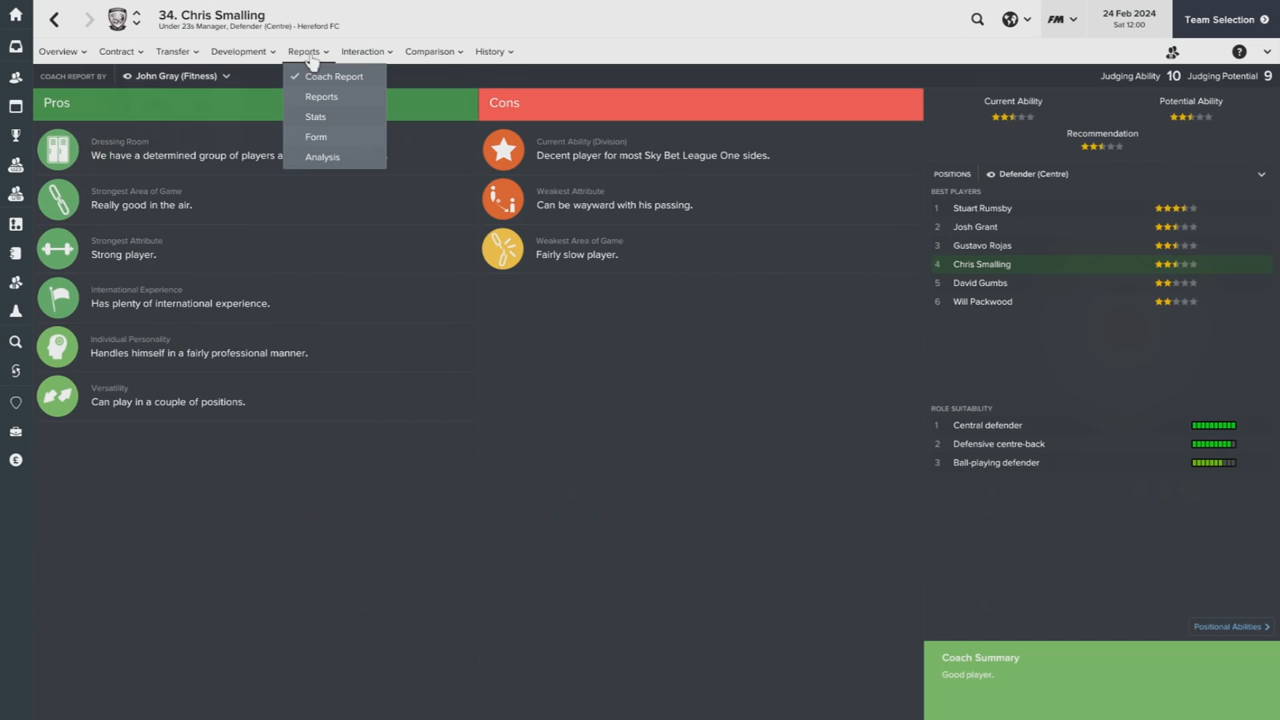 34. Chris Smalling
Under 23s Manager, Defender (Centre) - Hereford FC
FM
24 Feb 2024
Sat 12:00
Team Selection
Overview
Contract
Transfer
Development
Reports
Interaction
Comparison
History
?
COACH REPORT BY
John Gray (Fitness)
Judging Ability 10 Judging Potential 9
Coach Report
Reports
Stats
Form
Analysis
Pros
Dressing Room
We have a determined group of players a
Strongest Area of Game
Really good in the air.
Strongest Attribute
Strong player.
International Experience
Has plenty of international experience.
Individual Personality
Handles himself in a fairly professional manner.
Versatility
Can play in a couple of positions.
Cons
Current Ability (Division)
Decent player for most Sky Bet League One sides.
Weakest Attribute
Can be wayward with his passing.
Weakest Area of Game
Fairly slow player.
Current Ability
Potential Ability
Recommendation
POSITIONS
Defender (Centre)
BEST PLAYERS
1 Stuart Rumsby
2 Josh Grant
3 Gustavo Rojas
4 Chris Smalling
5 David Gumbs
6 Will Packwood
ROLE SUITABILITY
1 Central defender
2 Defensive centre-back
3 Ball-playing defender
Positional Abilities
Coach Summary
Good player.